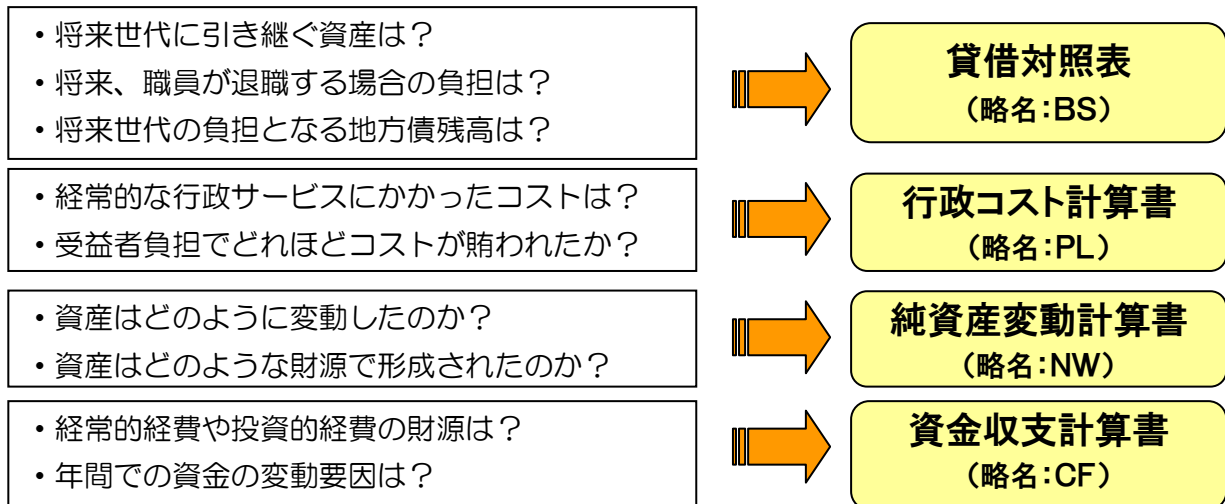 ・将来世代に引き継ぐ資産は？
・将来、職員が退職する場合の負担は？
・将来世代の負担となる地方債残高は？
貸借対照表
（略名：BS）
・経常的な行政サービスにかかったコストは？
・受益者負担でどれほどコストが賄われたか？
行政コスト計算書
（略名：PL）
・資産はどのように変動したのか？
・資産はどのような財源で形成されたのか？
純資産変動計算書
（略名：NW）
・経常的経費や投資的経費の財源は？
・年間での資金の変動要因は？
資金収支計算書
（略名：CF）